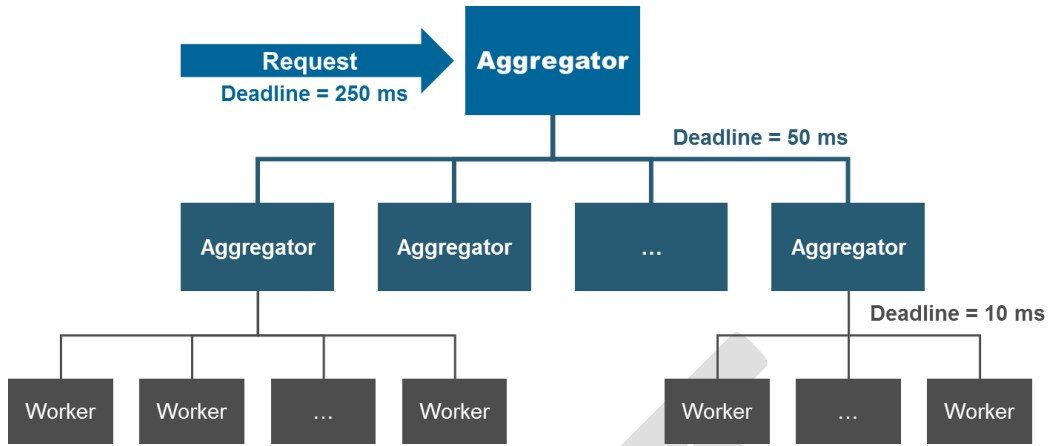 Request
Aggregator
Deadline = 250 ms
Deadline = 50 ms
Aggregator
Aggregator
...
Aggregator
Deadline = 10 ms
Worker
Worker
...
Worker
Worker
...
Worker